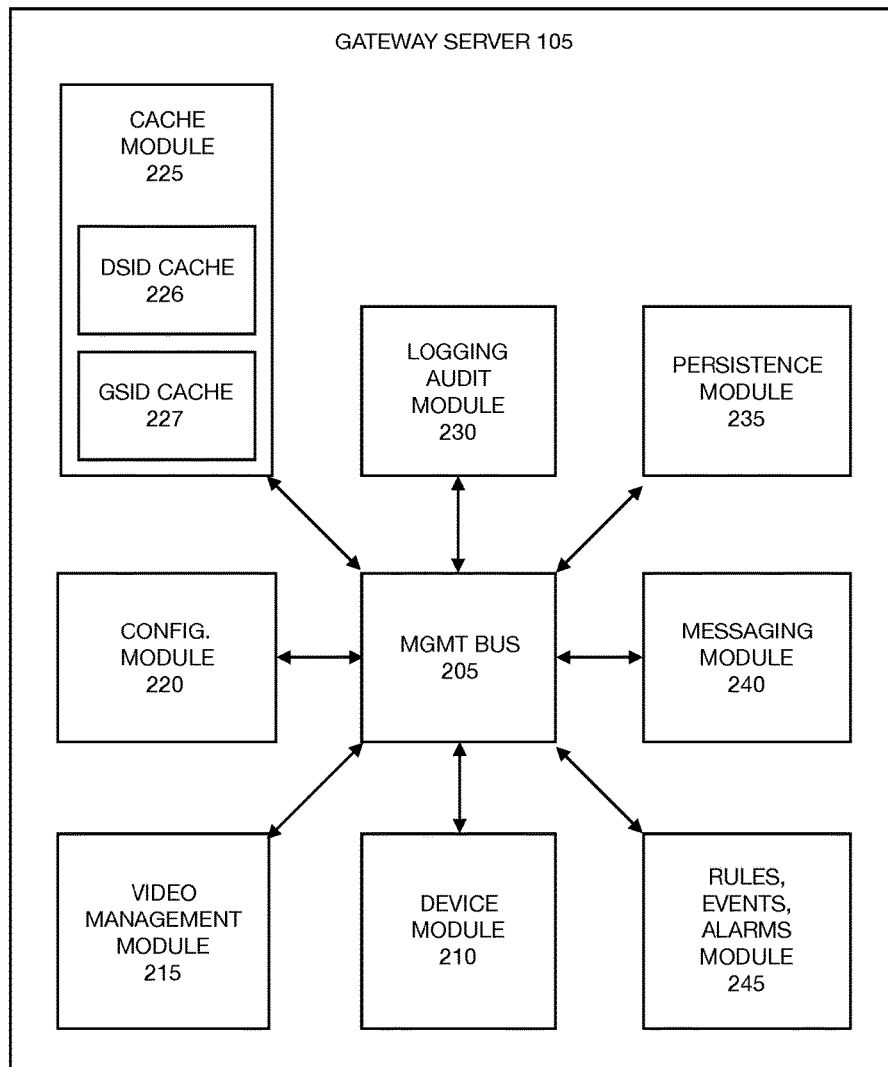 GATEWAY SERVER 105
CACHE
MODULE
225
DSID CACHE
226
GSID CACHE
227
LOGGING
AUDIT
MODULE
230
PERSISTENCE
MODULE
235
CONFIG.
MODULE
220
MGMT BUS
205
MESSAGING
MODULE
240
VIDEO
MANAGEMENT
MODULE
215
DEVICE
MODULE
210
RULES,
EVENTS,
ALARMS
MODULE
245